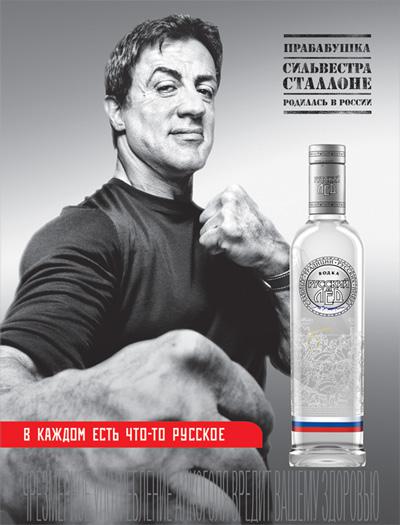 ПРАБАБУШКА
СИЛЬВЕСТРА
СТАЛЛОНЕ
РОДИЛАСЬ В РОССИИ
РУССКИЙ
ЛЁД
ВОДКА
РУССКИЙ
ЛЁД
В КАЖДОМ ЕСТЬ ЧТО-ТО РУССКОЕ
ЧРЕЗМЕРНОЕ УПОТРЕБЛЕНИЕ АЛКОГОЛЯ ВРЕДИТ ВАШЕМУ ЗДОРОВЬЮ